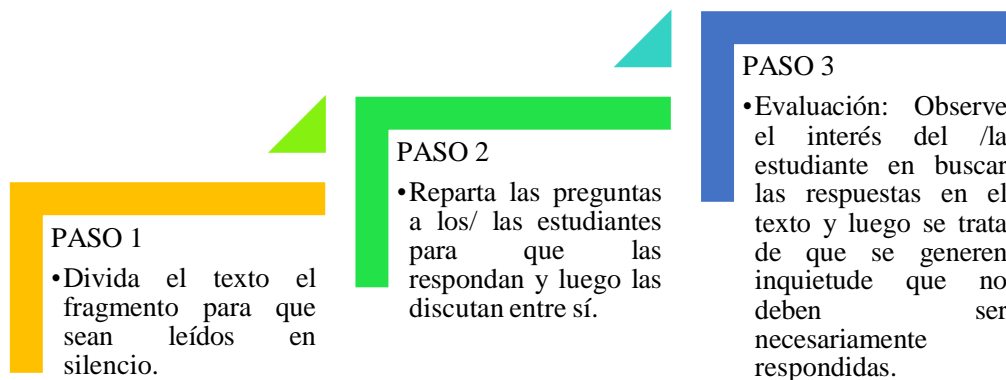 PASO 1
•Divida el texto el
fragmento para que
sean leídos en
silencio.
PASO 2
•Reparta las preguntas
a los/ las estudiantes
para que las
respondan y luego las
discutan entre sí.
PASO 3
•Evaluación: Observe
el interés del /la
estudiante en buscar
las respuestas en el
texto y luego se trata
de que se generen
inquietude que no
deben ser
necesariamente
respondidas.